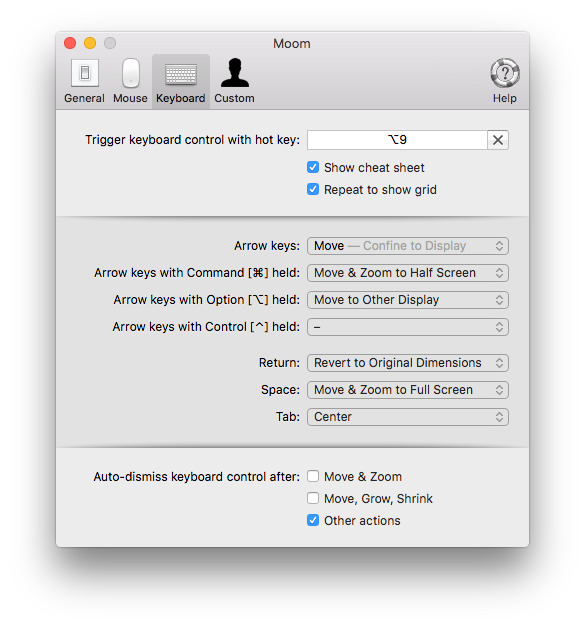 Moom
General Mouse Keyboard Custom Help
Trigger keyboard control with hot key: ⌥9
Show cheat sheet
Repeat to show grid
Arrow keys: Move — Confine to Display
Arrow keys with Command [⌘] held: Move & Zoom to Half Screen
Arrow keys with Option [⌥] held: Move to Other Display
Arrow keys with Control [^] held: –
Return: Revert to Original Dimensions
Space: Move & Zoom to Full Screen
Tab: Center
Auto-dismiss keyboard control after: Move & Zoom
Move, Grow, Shrink
Other actions